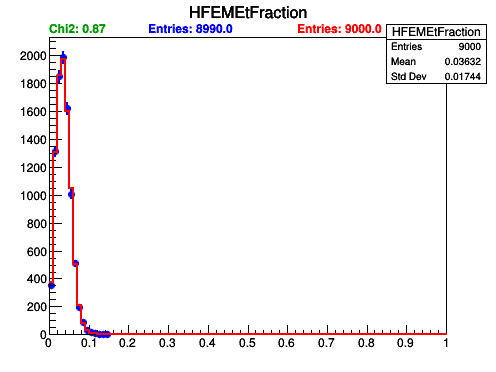 HFEMEtFraction
Chi2: 0.87 Entries: 8990.0 Entries: 9000.0
HFEMEtFraction
Entries 9000
Mean 0.03632
Std Dev 0.01744
2000
1800
1600
1400
1200
1000
800
600
400
200
0
0 0.1 0.2 0.3 0.4 0.5 0.6 0.7 0.8 0.9 1